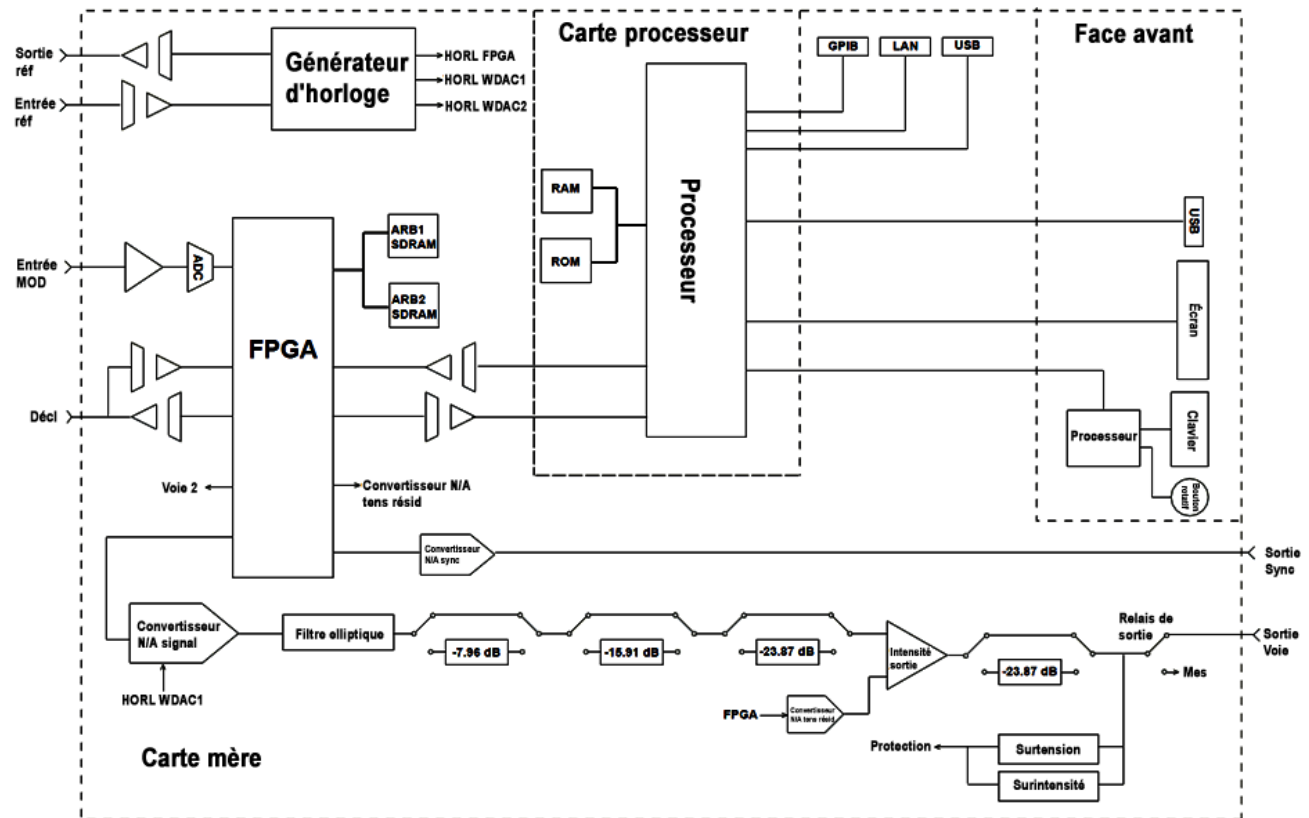 Carte processeur
Face avant
GPIB
LAN
USB
Sortie
réf
Générateur
d'horloge
HORL FPGA
HORL WDAC1
HORL WDAC2
Entrée
réf
RAM
ROM
Processeur
USB
Écran
Entrée
MOD
ADC
ARB1
SDRAM
ARB2
SDRAM
FPGA
Décl
Processeur
Clavier
Bouton
rotatif
Voie 2
Convertisseur N/A
tens résid
Convertisseur
N/A sync
Sortie
Sync
Convertisseur
N/A signal
Filtre elliptique
-7.96 dB
-15.91 dB
-23.87 dB
Intensité
sortie
-23.87 dB
Relais de
sortie
Sortie
Voie
Mes
HORL WDAC1
FPGA
Convertisseur
N/A tens résid
Protection
Surtension
Surintensité
Carte mère